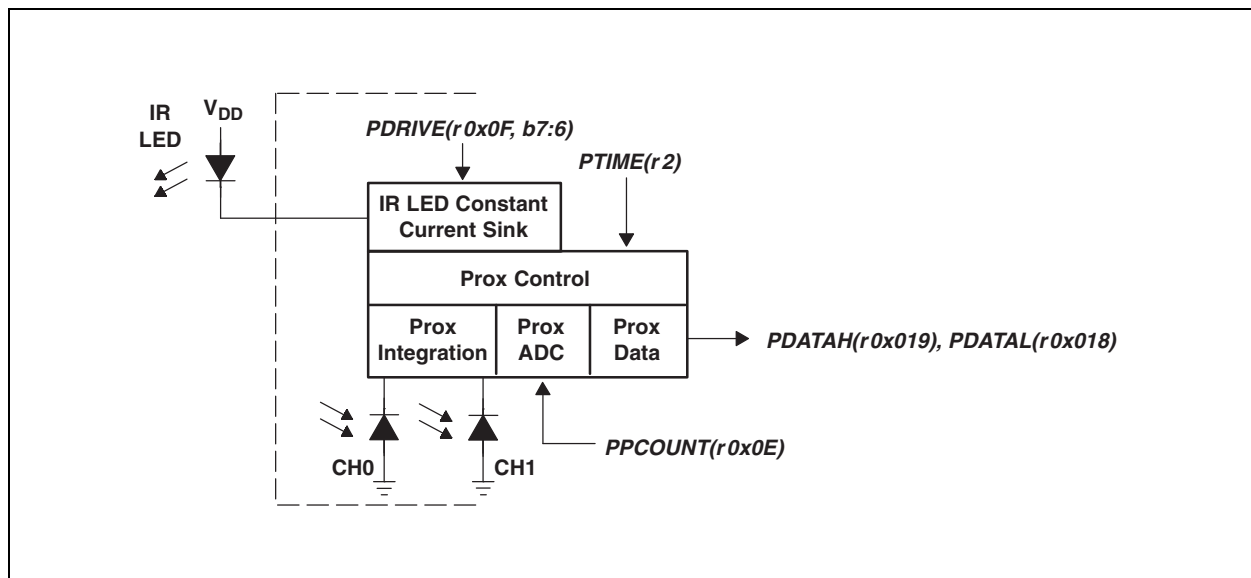 IR
LED
VDD
PDRIVE(r0x0F, b7:6)
PTIME(r2)
IR LED Constant
Current Sink
Prox Control
Prox
Integration
Prox
ADC
Prox
Data
PDATAH(r0x019), PDATAL(r0x018)
PPCOUNT(r0x0E)
CH0
CH1